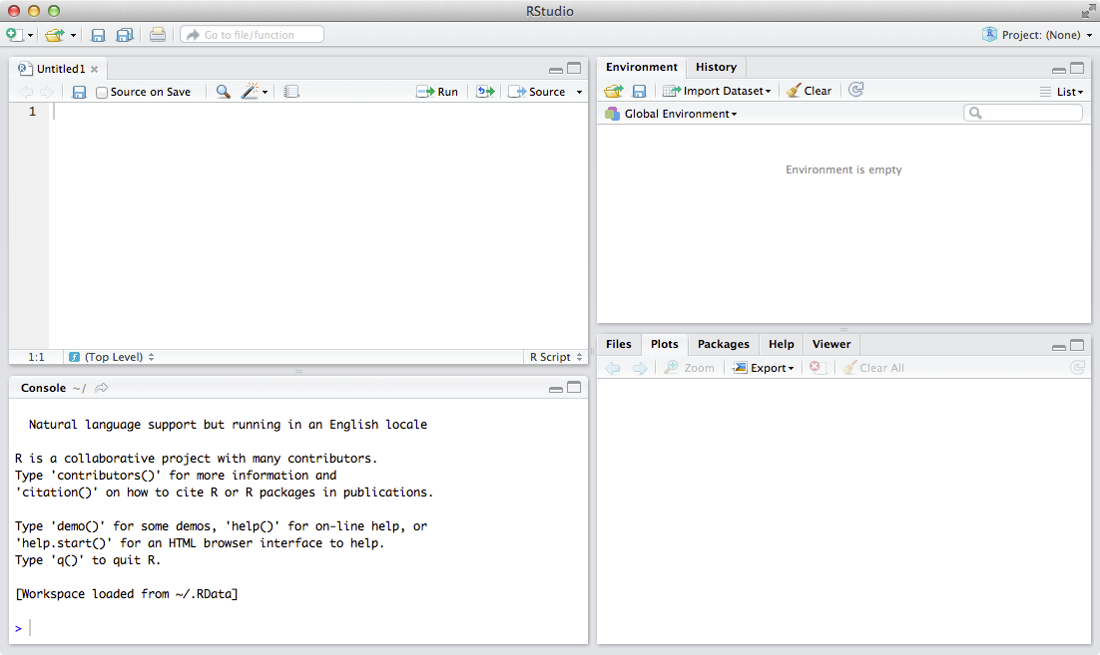 RStudio
Go to file/function
Project: (None)
Untitled1
Source on Save
Run
Source
1
1:1
(Top Level)
R Script
Console ~/
Natural language support but running in an English locale
R is a collaborative project with many contributors.
Type 'contributors()' for more information and
'citation()' on how to cite R or R packages in publications.
Type 'demo()' for some demos, 'help()' for on-line help, or
'help.start()' for an HTML browser interface to help.
Type 'q()' to quit R.
[Workspace loaded from ~/.RData]
>
Environment History
Import Dataset Clear List
Global Environment
Environment is empty
Files Plots Packages Help Viewer
Zoom Export Clear All